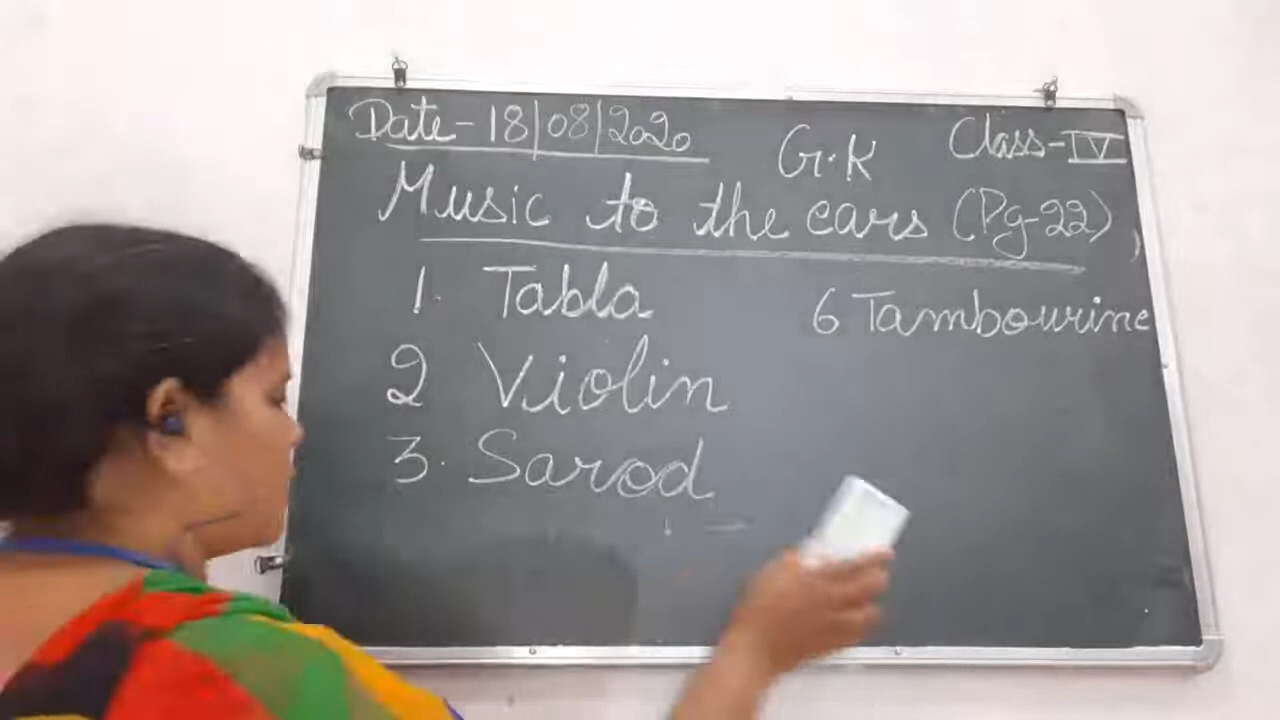 Date-18/08/2020
G.K
Class-IV
Music to the ears (Pg-22)
1. Tabla
2 Violin
3. Sarod
6 Tambourine